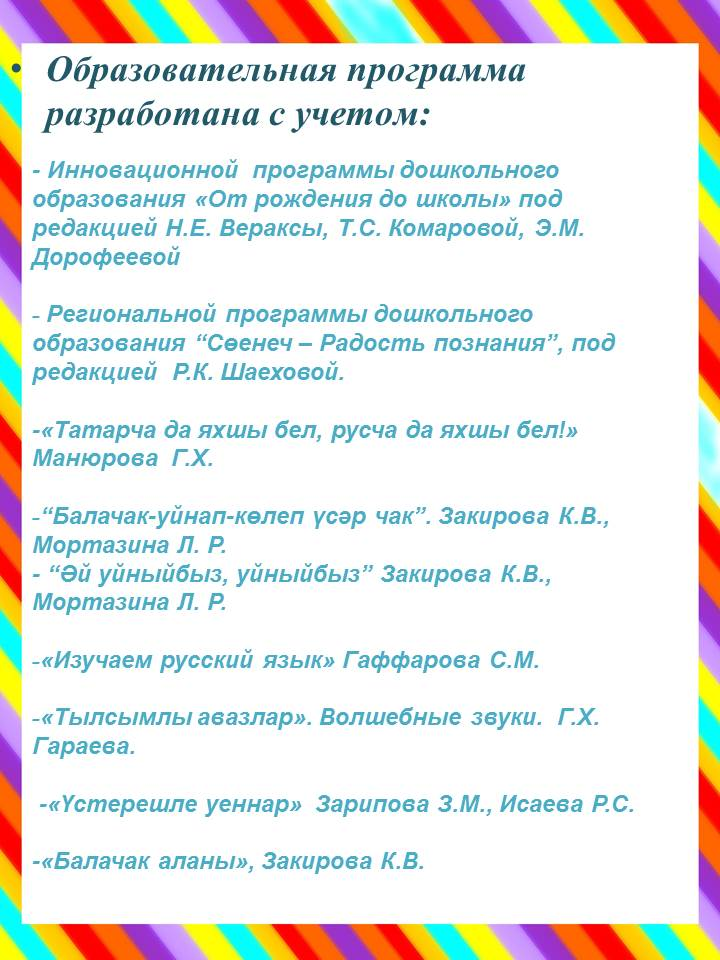 • Образовательная программа
разработана с учетом:
- Инновационной программы дошкольного
образования «От рождения до школы» под
редакцией Н.Е. Вераксы, Т.С. Комаровой, Э.М.
Дорофеевой
- Региональной программы дошкольного
образования “Сөенеч – Радость познания”, под
редакцией Р.К. Шаеховой.
-«Татарча да яхшы бел, русча да яхшы бел!»
Манюрова Г.Х.
-“Балачак-уйнап-көлеп үсәр чак”. Закирова К.В.,
Мортазина Л. Р.
- “Әй уйныйбыз, уйныйбыз” Закирова К.В.,
Мортазина Л. Р.
-«Изучаем русский язык» Гаффарова С.М.
-«Тылсымлы авазлар». Волшебные звуки. Г.Х.
Гараева.
-«Үстерешле уеннар» Зарипова З.М., Исаева Р.С.
-«Балачак аланы», Закирова К.В.